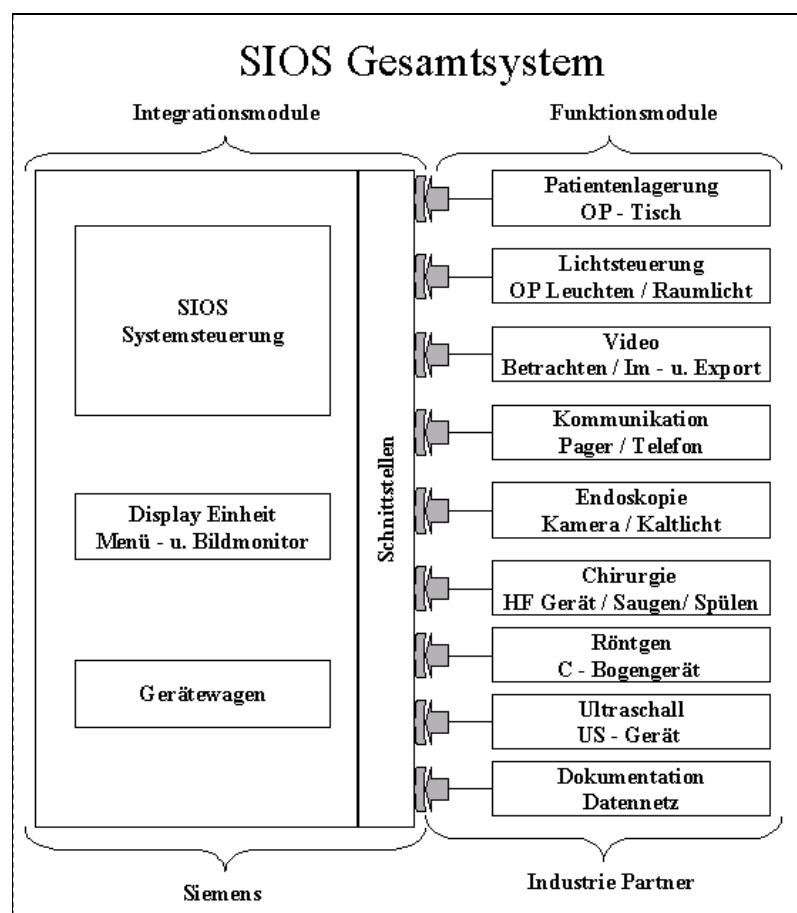 SIOS Gesamtsystem
Integrationsmodule
Funktionsmodule
SIOS
Systemsteuerung
Display Einheit
Menü - u. Bildmonitor
Gerätewagen
Schnittstellen
Patientenlagerung
OP - Tisch
Lichtsteuerung
OP Leuchten / Raumlicht
Video
Betrachten / Im - u. Export
Kommunikation
Pager / Telefon
Endoskopie
Kamera / Kaltlicht
Chirurgie
HF Gerät / Saugen/ Spülen
Röntgen
C - Bogengerät
Ultraschall
US - Gerät
Dokumentation
Datennetz
Siemens
Industrie Partner